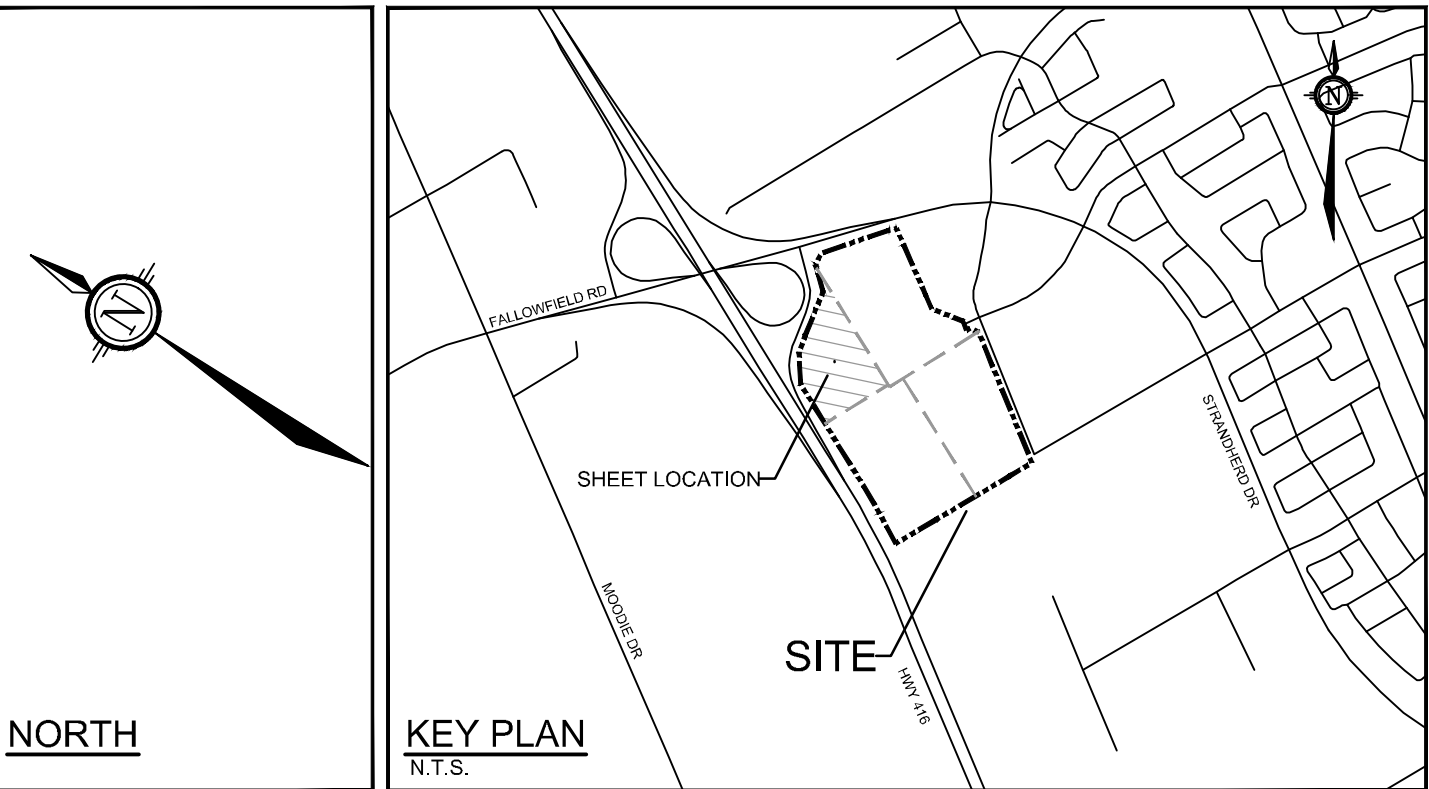 N
NORTH
N
FALLOWFIELD RD
SHEET LOCATION
STRANDHERD DR
MOODIE DR
SITE
HWY 416
KEY PLAN
N.T.S.